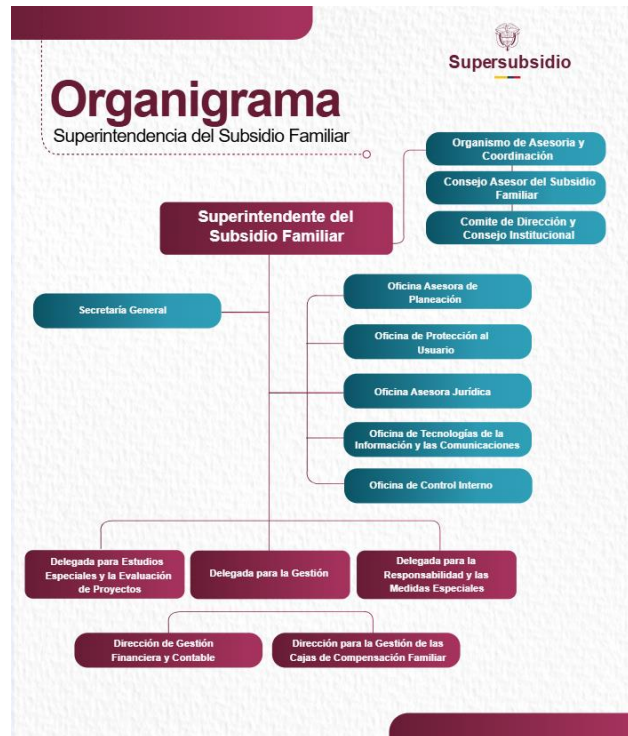 Supersubsidio
Organigrama
Superintendencia del Subsidio Familiar
Organismo de Asesoria y
Coordinación
Consejo Asesor del Subsidio
Familiar
Comite de Dirección y
Consejo Institucional
Superintendente del
Subsidio Familiar
Secretaría General
Oficina Asesora de
Planeación
Oficina de Protección al
Usuario
Oficina Asesora Jurídica
Oficina de Tecnologías de la
Información y las Comunicaciones
Oficina de Control Interno
Delegada para Estudios
Especiales y la Evaluación
de Proyectos
Delegada para la Gestión
Delegada para la
Responsabilidad y las
Medidas Especiales
Dirección de Gestión
Financiera y Contable
Dirección para la Gestión de las
Cajas de Compensación Familiar